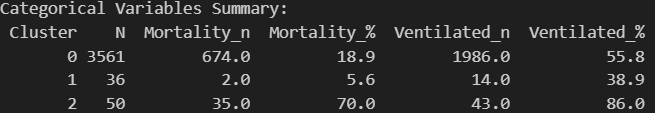 Categorical Variables Summary:
Cluster N Mortality_n Mortality_% Ventilated_n Ventilated_%
0 3561 674.0 18.9 1986.0 55.8
1 36 2.0 5.6 14.0 38.9
2 50 35.0 70.0 43.0 86.0